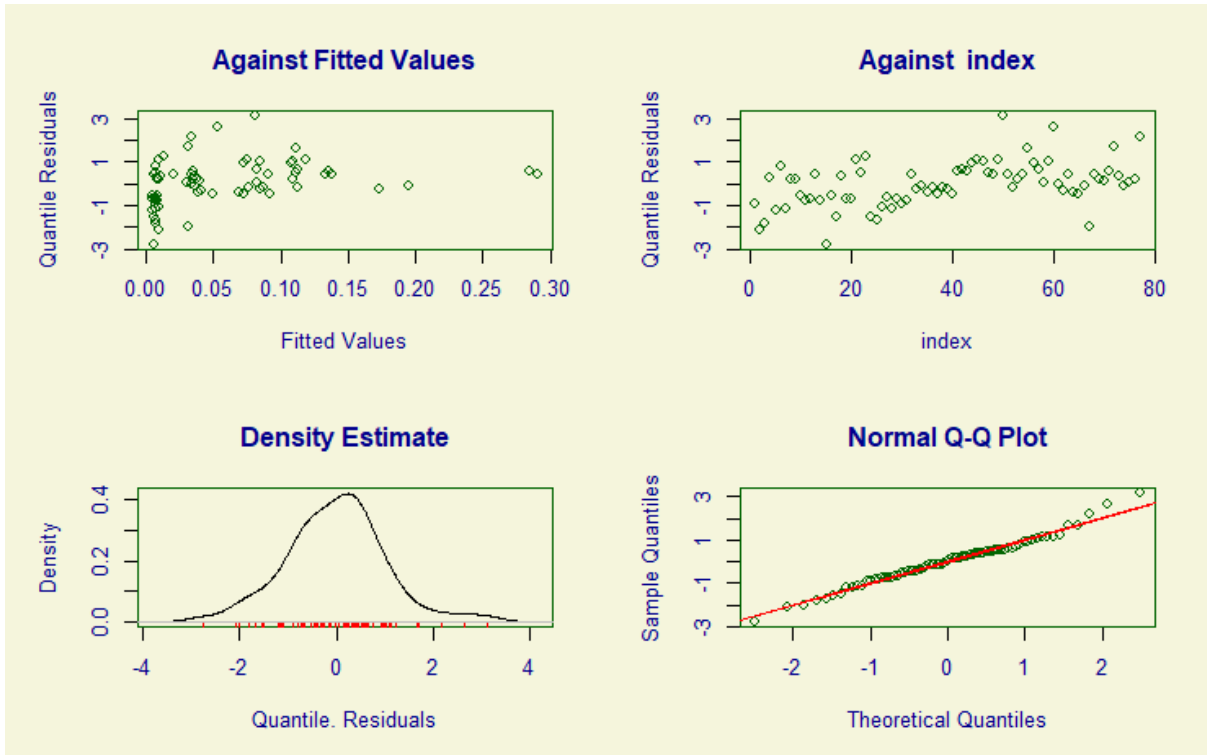 Against Fitted Values
Quantile Residuals
3
1
-1
-3
0.00 0.05 0.10 0.15 0.20 0.25 0.30
Fitted Values
Against index
Quantile Residuals
3
1
-1
-3
0 20 40 60 80
index
Density Estimate
Density
0.4
0.2
0.0
-4 -2 0 2 4
Quantile. Residuals
Normal Q-Q Plot
Sample Quantiles
3
1
-1
-3
-2 -1 0 1 2
Theoretical Quantiles